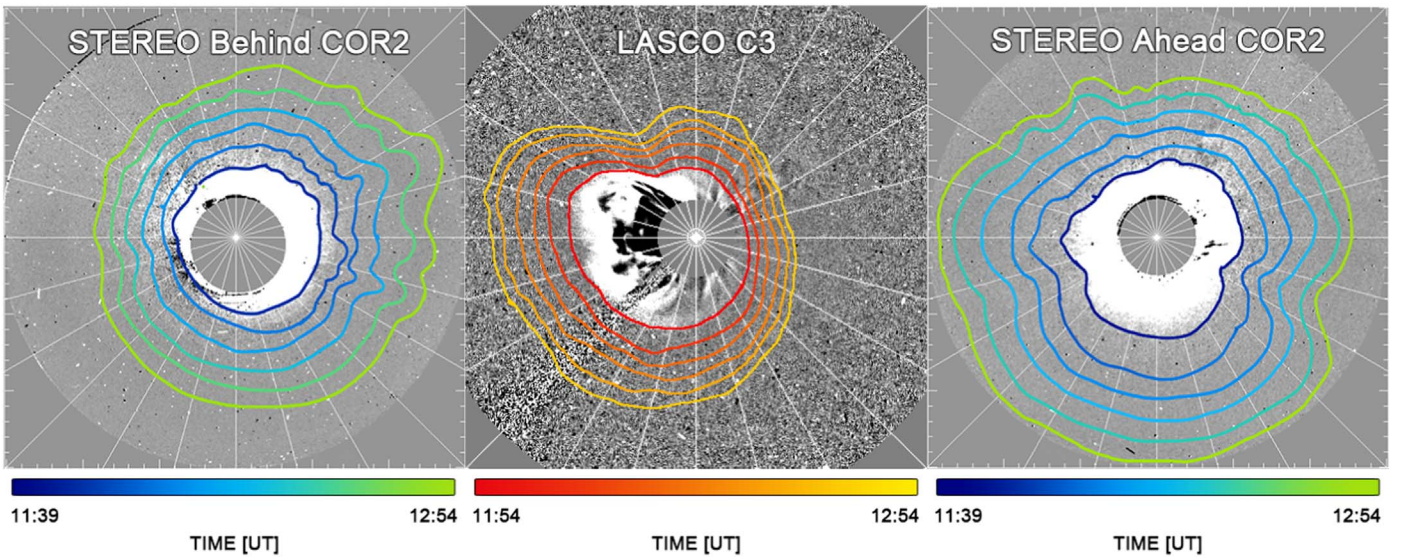 STEREO Behind COR2
LASCO C3
STEREO Ahead COR2
11:39 12:54
11:54 12:54
11:39 12:54
TIME [UT]
TIME [UT]
TIME [UT]